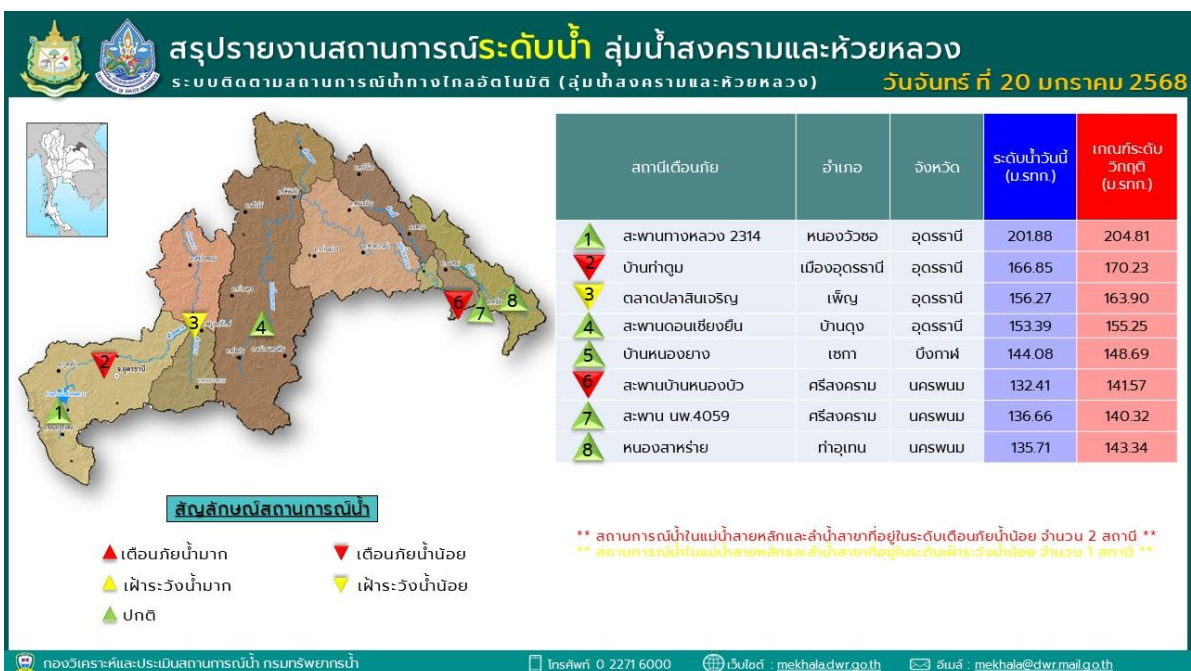 สรุปรายงานสถานการณ์ระดับน้ำ ลุ่มน้ำสงครามและห้วยหลวง
ระบบติดตามสถานการณ์น้ำทางไกลอัตโนมัติ (ลุ่มน้ำสงครามและห้วยหลวง) วันจันทร์ ที่ 20 มกราคม 2568
สถานีเตือนภัย อำเภอ จังหวัด ระดับน้ำวันนี้ (ม.รทก.) เกณฑ์ระดับวิกฤติ (ม.รทก.)
1 สะพานทางหลวง 2314 หนองวัวซอ อุดรธานี 201.88 204.81
2 บ้านท่าตูม เมืองอุดรธานี อุดรธานี 166.85 170.23
3 ตลาดปลาสินเจริญ เพ็ญ อุดรธานี 156.27 163.90
4 สะพานดอนเชียงยืน บ้านดุง อุดรธานี 153.39 155.25
5 บ้านหนองยาง เซกา บึงกาฬ 144.08 148.69
6 สะพานบ้านหนองบัว ศรีสงคราม นครพนม 132.41 141.57
7 สะพาน นพ.4059 ศรีสงคราม นครพนม 136.66 140.32
8 หนองสาหร่าย ท่าอุเทน นครพนม 135.71 143.34
1
2
จ.อุดรธานี
3
4
6
7
8
สัญลักษณ์สถานการณ์น้ำ
เตือนภัยน้ำมาก เตือนภัยน้ำน้อย
เฝ้าระวังน้ำมาก เฝ้าระวังน้ำน้อย
ปกติ
** สถานการณ์น้ำในแม่น้ำสายหลักและลำน้ำสาขาที่อยู่ในระดับเตือนภัยน้ำน้อย จำนวน 2 สถานี **
** สถานการณ์น้ำในแม่น้ำสายหลักและลำน้ำสาขาที่อยู่ในระดับเฝ้าระวังน้ำน้อย จำนวน 1 สถานี **
กองวิเคราะห์และประเมินสถานการณ์น้ำ กรมทรัพยากรน้ำ โทรศัพท์ 0 2271 6000 เว็บไซต์ : mekhala.dwr.go.th อีเมล์ : mekhala@dwr.mail.go.th